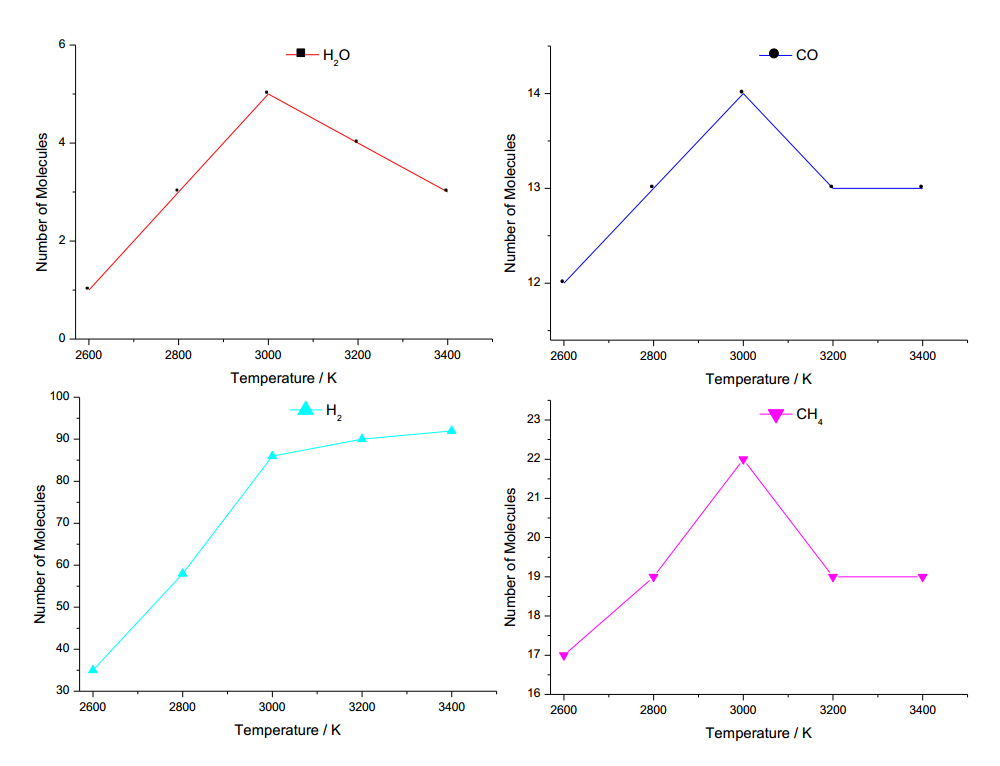 H2O
Number of Molecules
6
4
2
0
2600 2800 3000 3200 3400
Temperature / K
CO
Number of Molecules
14
13
12
2600 2800 3000 3200 3400
Temperature / K
H2
Number of Molecules
100
90
80
70
60
50
40
30
2600 2800 3000 3200 3400
Temperature / K
CH4
Number of Molecules
23
22
21
20
19
18
17
16
2600 2800 3000 3200 3400
Temperature / K